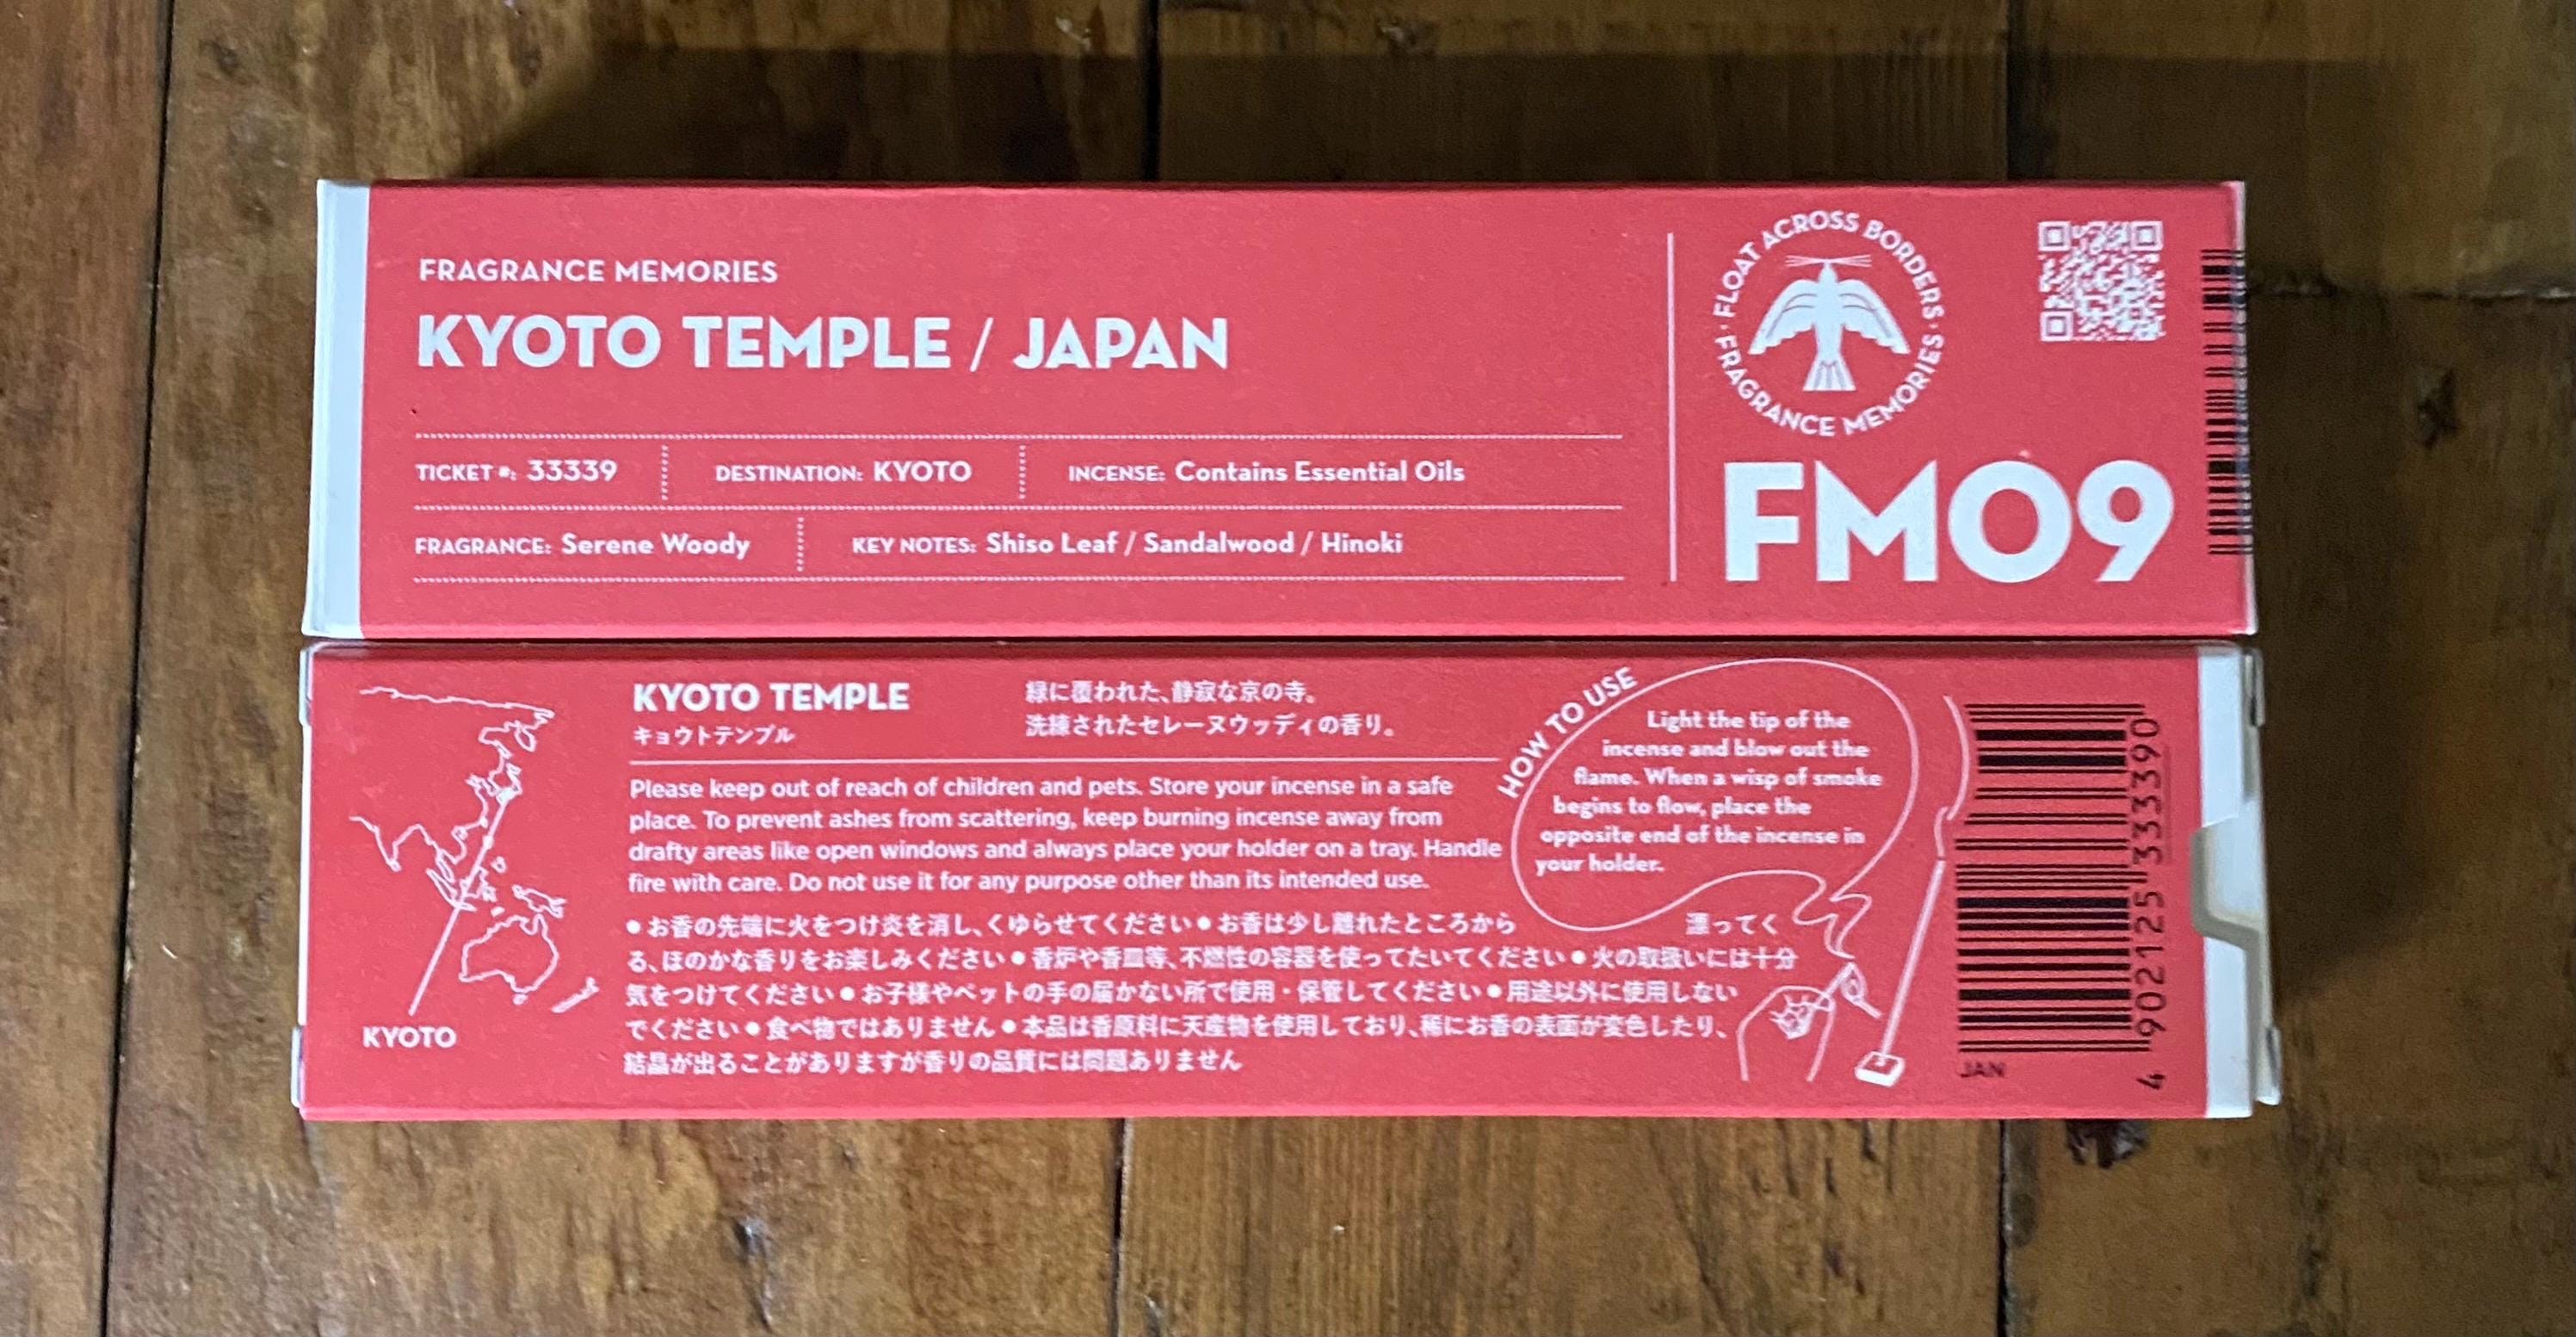 FRAGRANCE MEMORIES
KYOTO TEMPLE / JAPAN
TICKET #: 33339 DESTINATION: KYOTO INCENSE: Contains Essential Oils
FRAGRANCE: Serene Woody KEY NOTES: Shiso Leaf / Sandalwood / Hinoki
FLOAT ACROSS BORDERS · FRAGRANCE MEMORIES ·
FM09
KYOTO
KYOTO TEMPLE
キョウトテンプル
緑に覆われた、静寂な京の寺。
洗練されたセレーヌウッディの香り。
Please keep out of reach of children and pets. Store your incense in a safe
place. To prevent ashes from scattering, keep burning incense away from
drafty areas like open windows and always place your holder on a tray. Handle
fire with care. Do not use it for any purpose other than its intended use.
●お香の先端に火をつけ炎を消し、くゆらせてください●お香は少し離れたところから 漂ってく
る、ほのかな香りをお楽しみください●香炉や香皿等、不燃性の容器を使ってたいてください●火の取扱いには十分
気をつけてください●お子様やペットの手の届かない所で使用・保管してください●用途以外に使用しない
でください●食べ物ではありません●本品は香原料に天産物を使用しており、稀にお香の表面が変色したり、
結晶が出ることがありますが香りの品質には問題ありません
HOW TO USE
Light the tip of the
incense and blow out the
flame. When a wisp of smoke
begins to flow, place the
opposite end of the incense in
your holder.
JAN
4 902125 333390